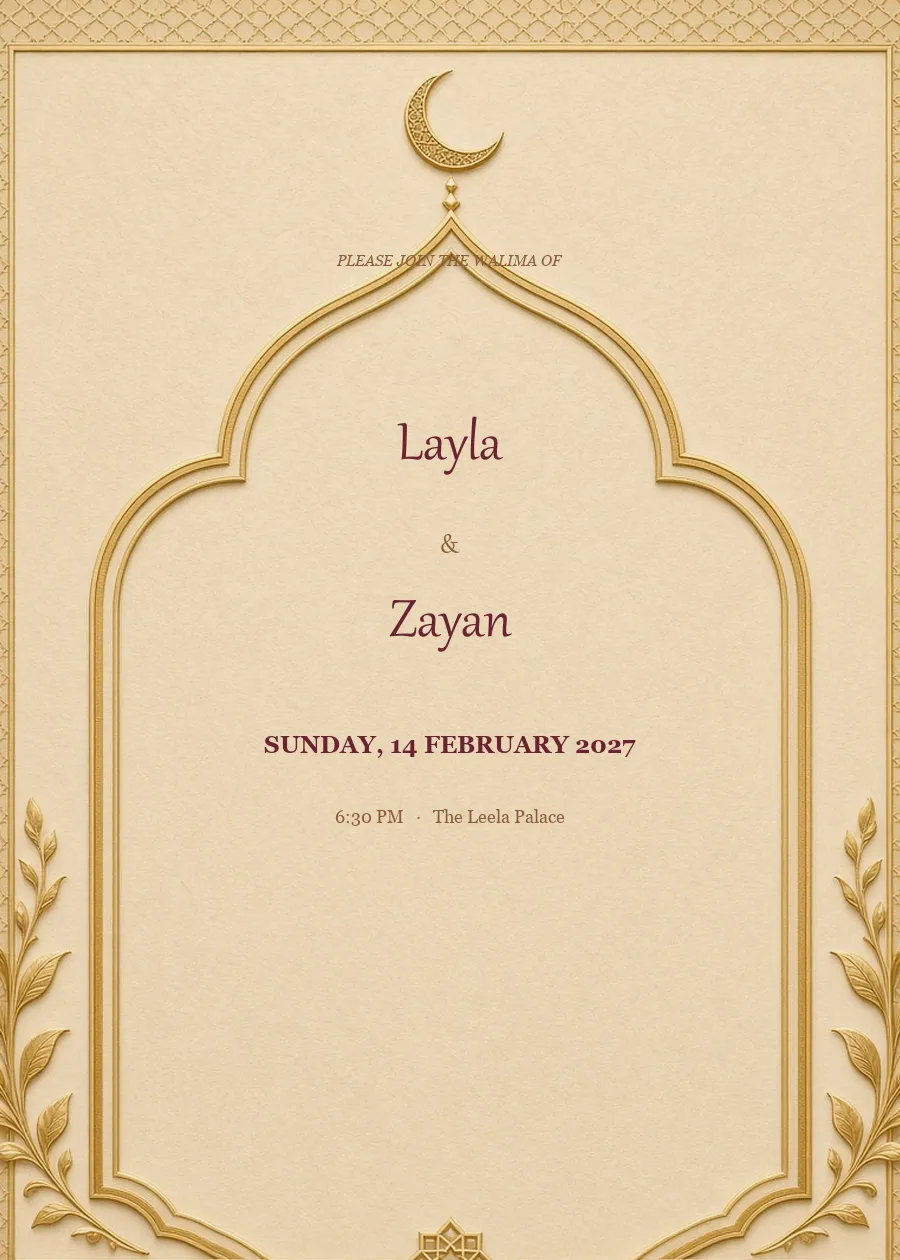 PLEASE JOIN THE WALIMA OF
Layla
&
Zayan
SUNDAY, 14 FEBRUARY 2027
6:30 PM · The Leela Palace